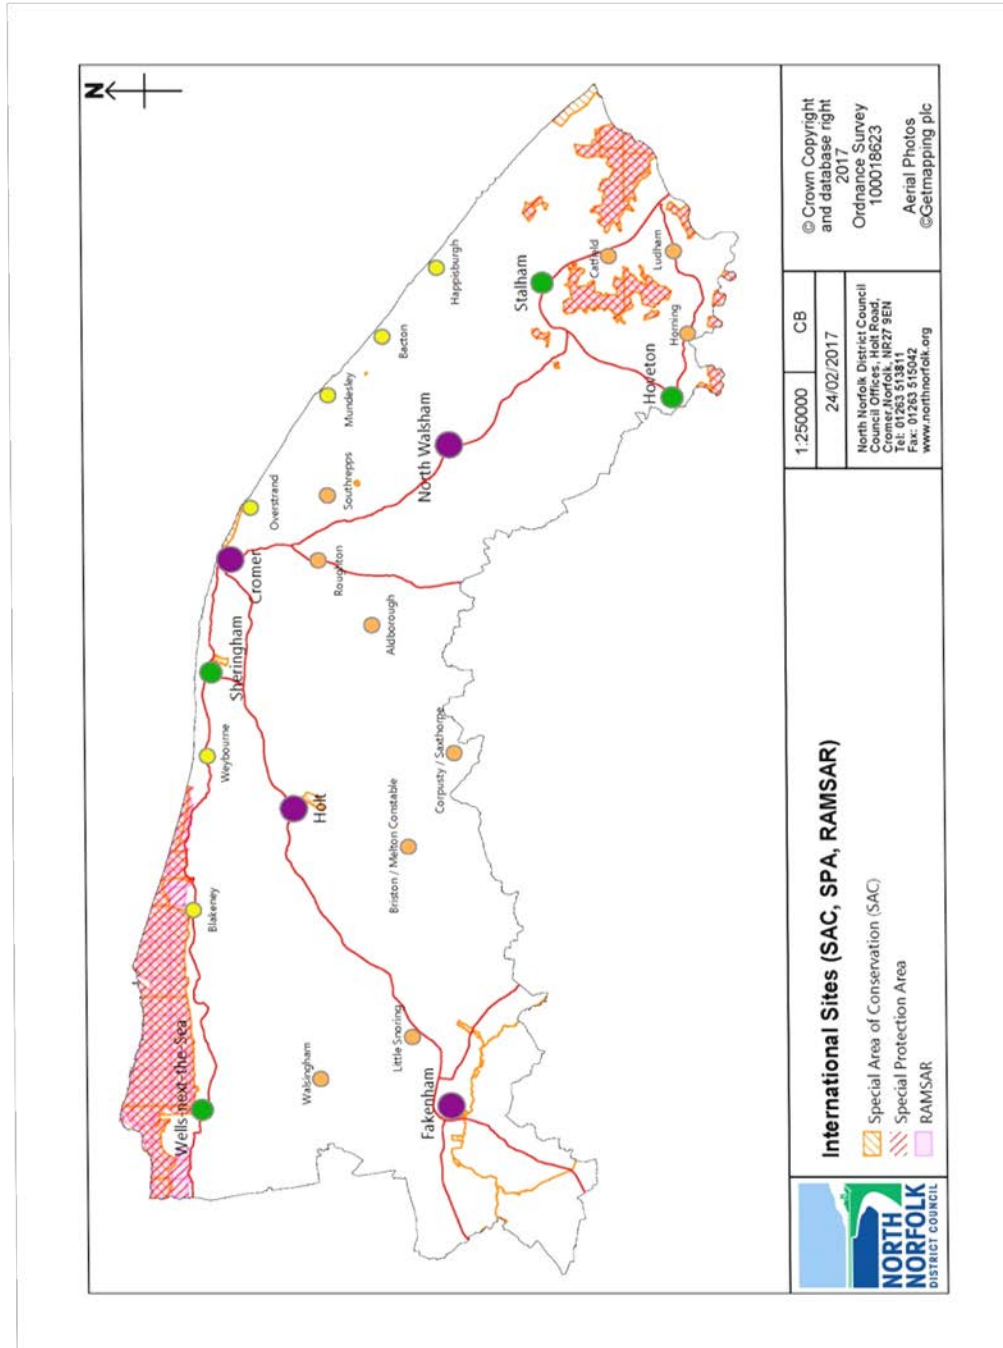 N
Wells-next-the-Sea
Blakeney
Weybourne
Sheringham
Cromer
Overstrand
Mundesley
Bacton
Happisburgh
Walsingham
Holt
Roughton
Southrepps
Aldborough
North Walsham
Little Snoring
Fakenham
Briston / Melton Constable
Corpusty / Saxthorpe
Stalham
Catfield
Ludham
Horning
Hoveton
NORTH
NORFOLK
DISTRICT COUNCIL
International Sites (SAC, SPA, RAMSAR)
Special Area of Conservation (SAC)
Special Protection Area
RAMSAR
1:250000
CB
24/02/2017
North Norfolk District Council
Council Offices, Holt Road,
Cromer,Norfolk, NR27 9EN
Tel: 01263 513811
Fax: 01263 515042
www.northnorfolk.org
© Crown Copyright
and database right
2017
Ordnance Survey
100018623
Aerial Photos
©Getmapping plc